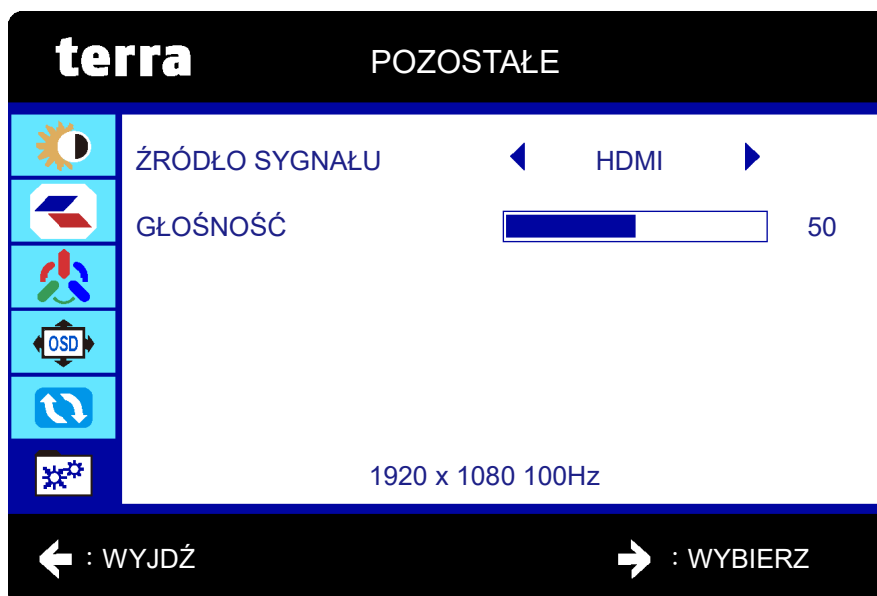 terra POZOSTAŁE
ŹRÓDŁO SYGNAŁU HDMI
GŁOŚNOŚĆ 50
OSD
1920 x 1080 100Hz
: WYJDŹ : WYBIERZ